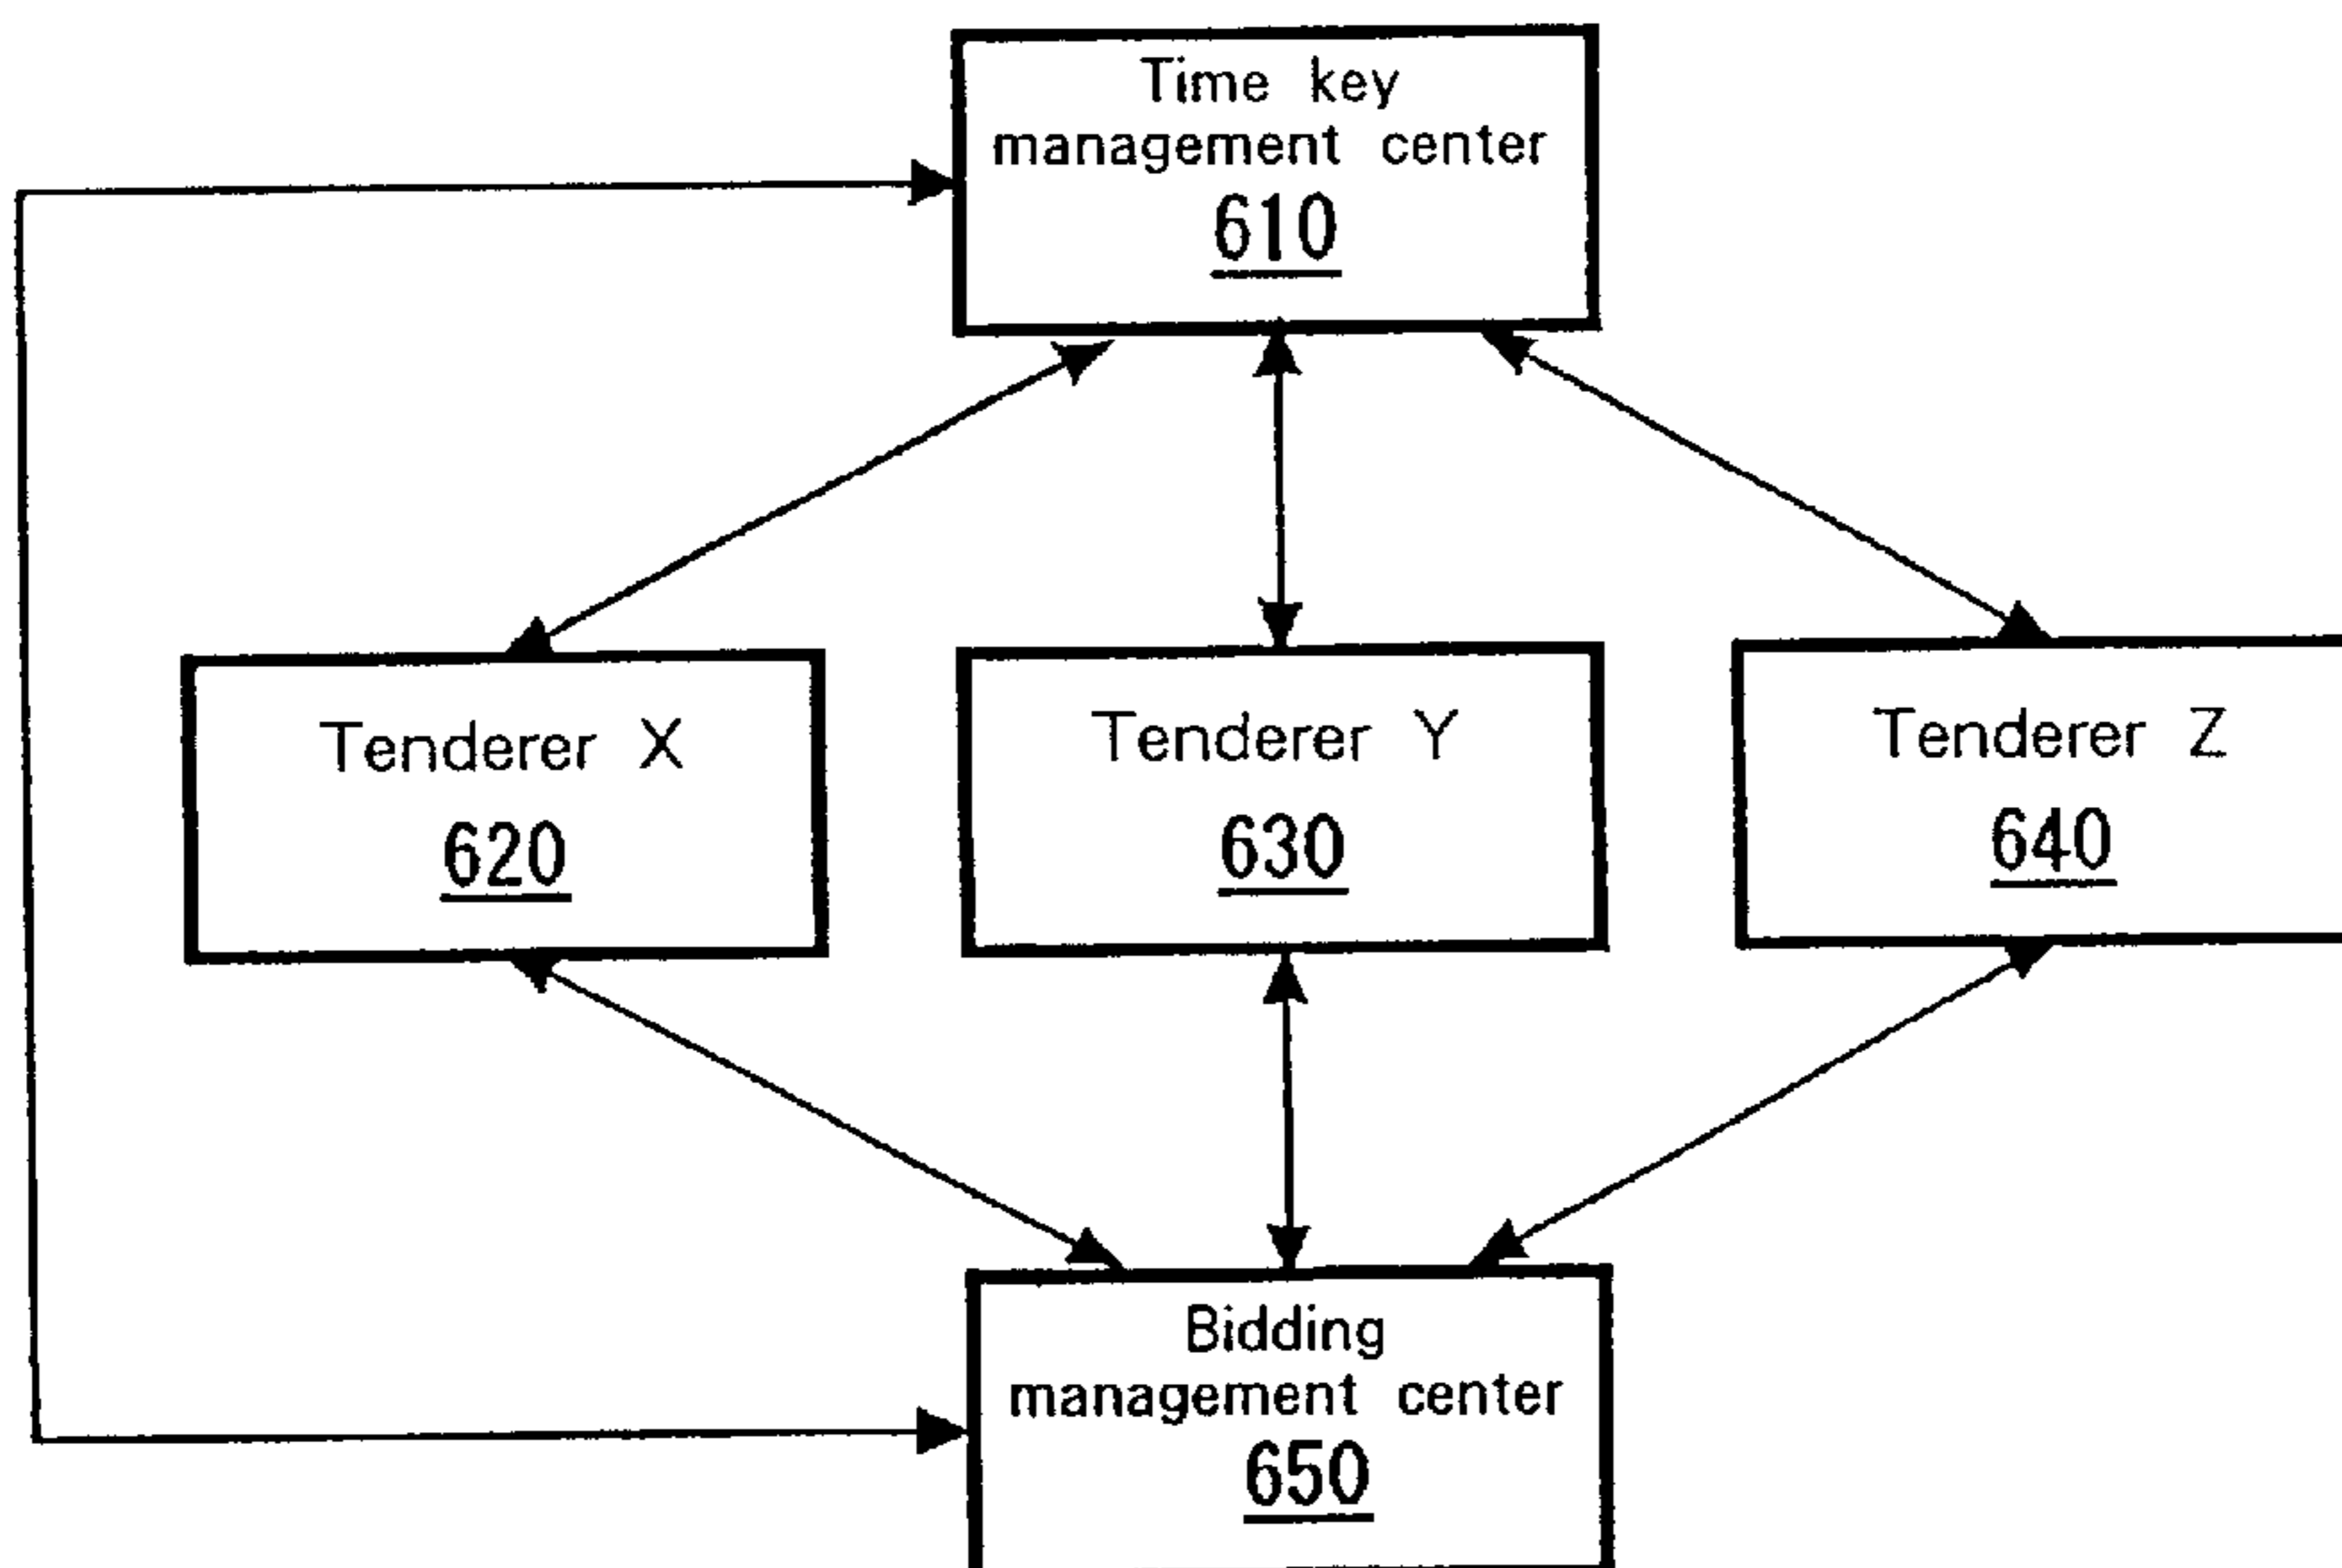 Time key
management center
610
Tenderer X
620
Tenderer Y
630
Tenderer Z
640
Bidding
management center
650